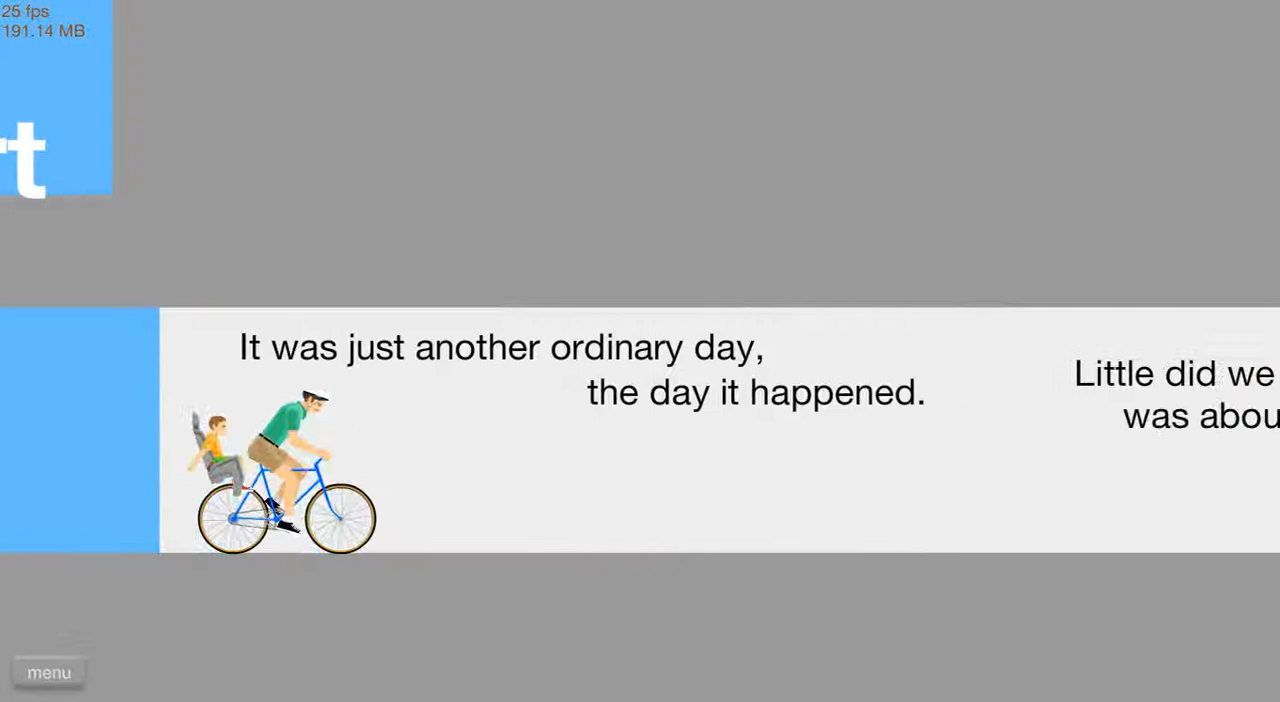 25 fps
191.14 MB
rt
It was just another ordinary day,
the day it happened.
Little did we
was abou
menu